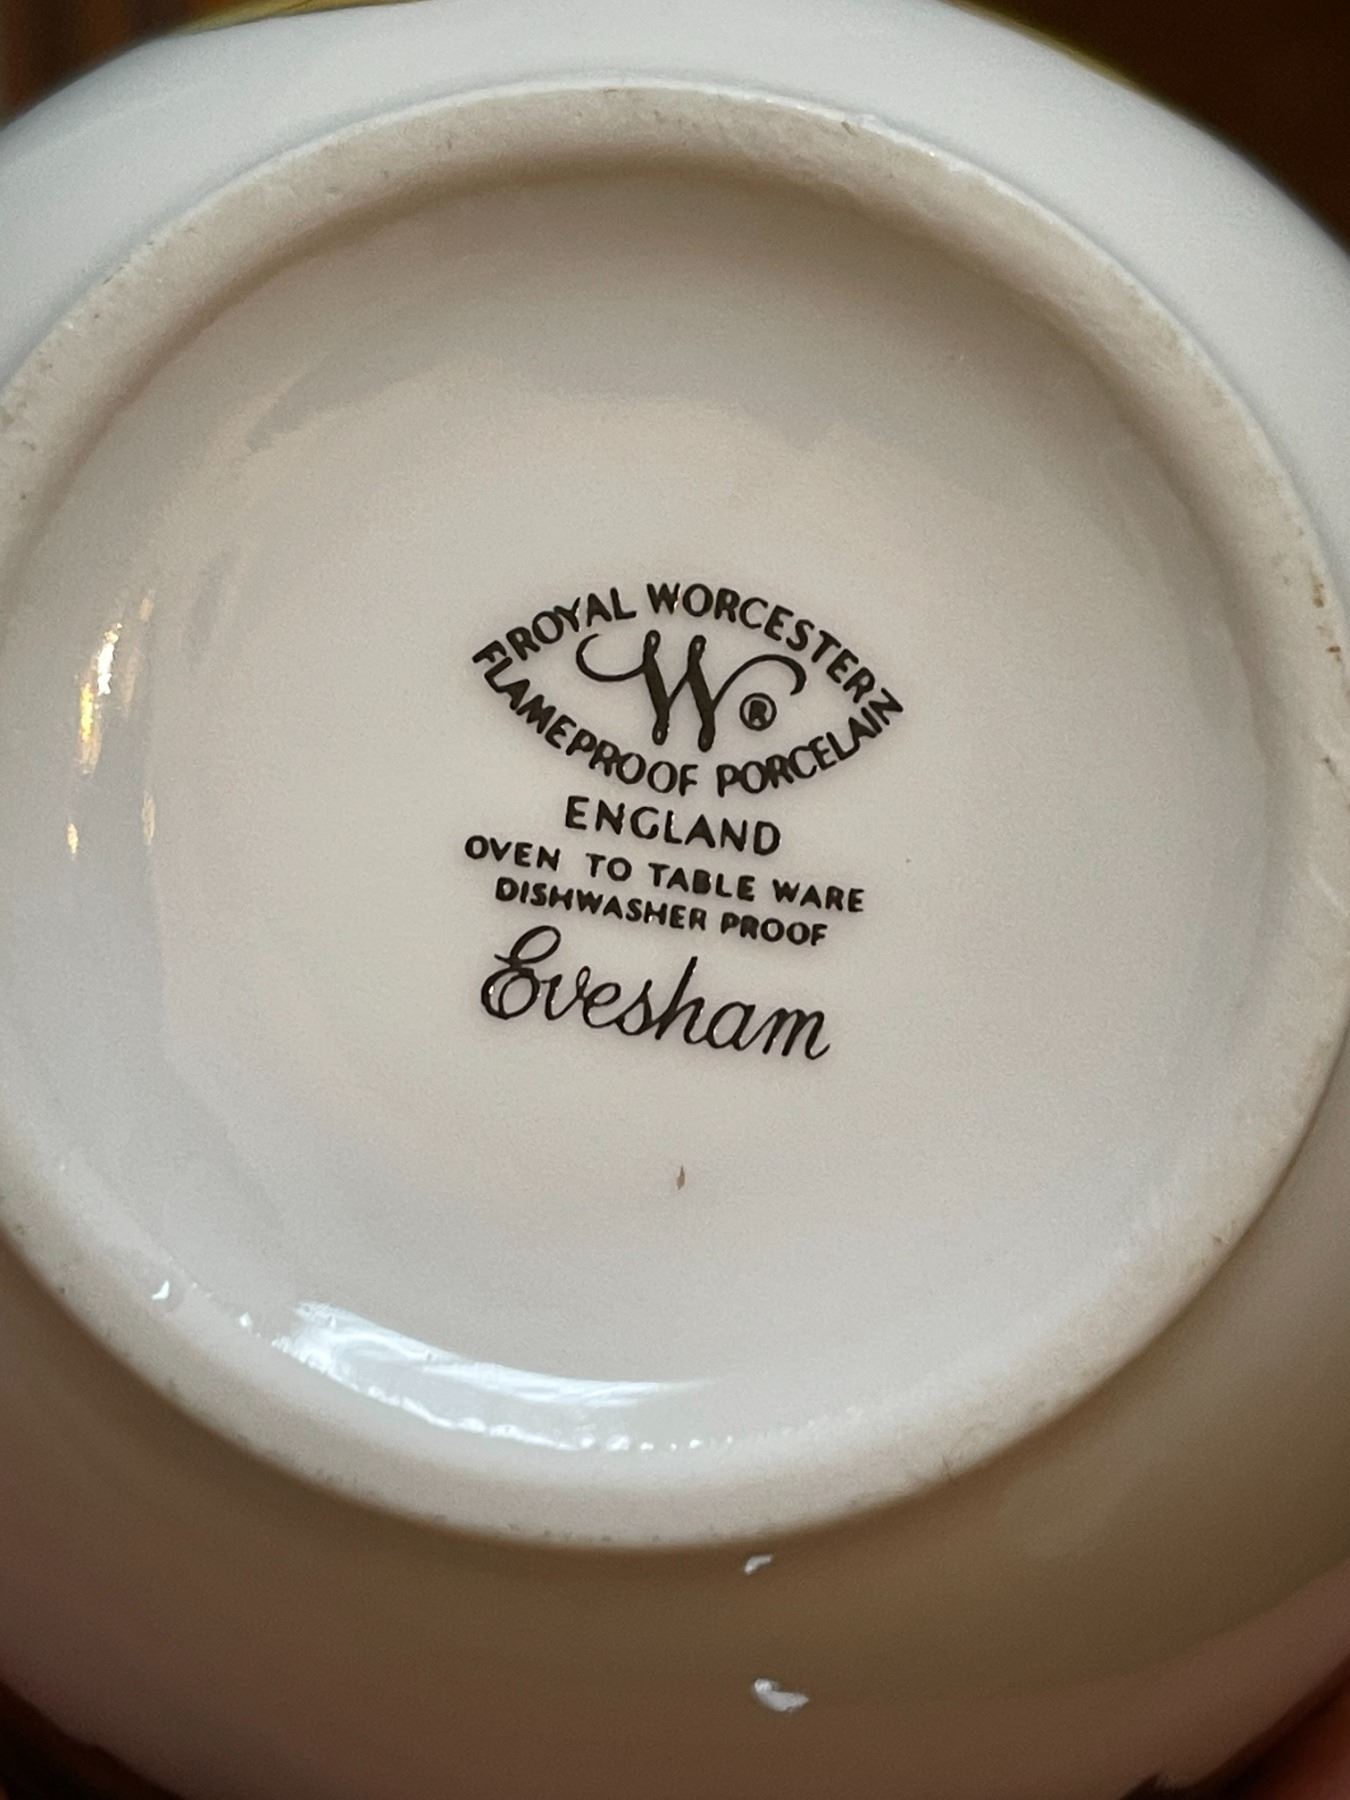 ROYAL WORCESTER
W®
FLAMEPROOF PORCELAIN
ENGLAND
OVEN TO TABLE WARE
DISHWASHER PROOF
Evesham